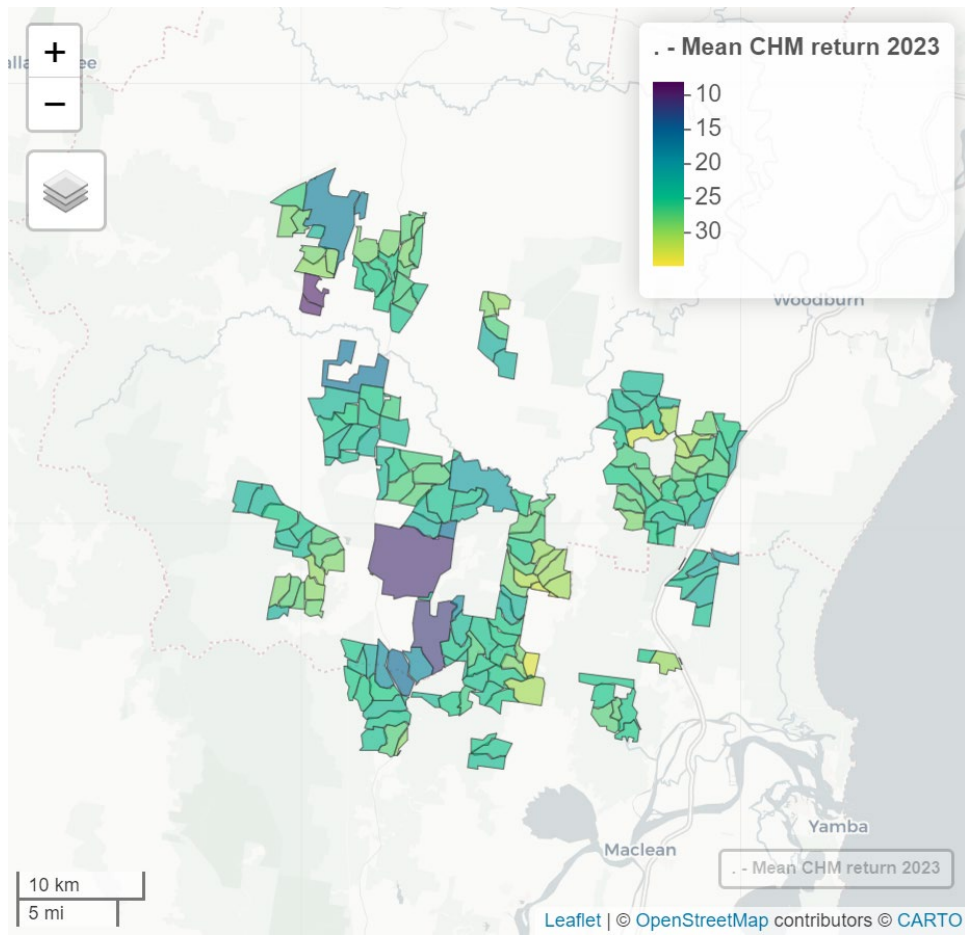 +
. - Mean CHM return 2023
−
10
15
20
25
30
Woodburn
Yamba
Maclean
. - Mean CHM return 2023
10 km
5 mi
Leaflet | © OpenStreetMap contributors © CARTO